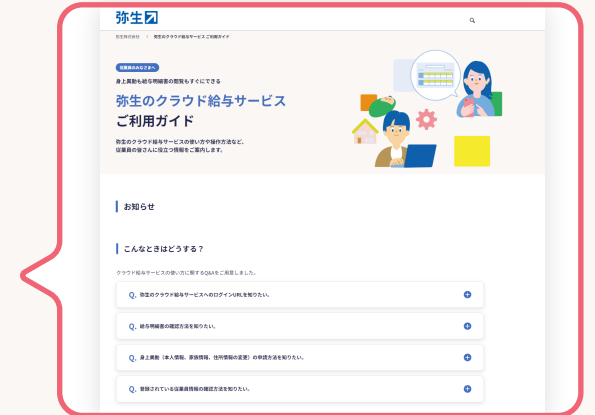 弥生
弥生株式会社 > 弥生のクラウド給与サービス ご利用ガイド
従業員のみなさまへ
身上異動も給与明細書の閲覧もすぐにできる
弥生のクラウド給与サービス
ご利用ガイド
弥生のクラウド給与サービスの使い方や操作方法など、
従業員の皆さんに役立つ情報をご案内します。
お知らせ
こんなときはどうする？
クラウド給与サービスの使い方に関するQ&Aをご用意しました。
Q. 弥生のクラウド給与サービスへのログインURLを知りたい。
Q. 給与明細書の確認方法を知りたい。
Q. 身上異動（本人情報、家族情報、住所情報の変更）の申請方法を知りたい。
Q. 登録されている従業員情報の確認方法を知りたい。